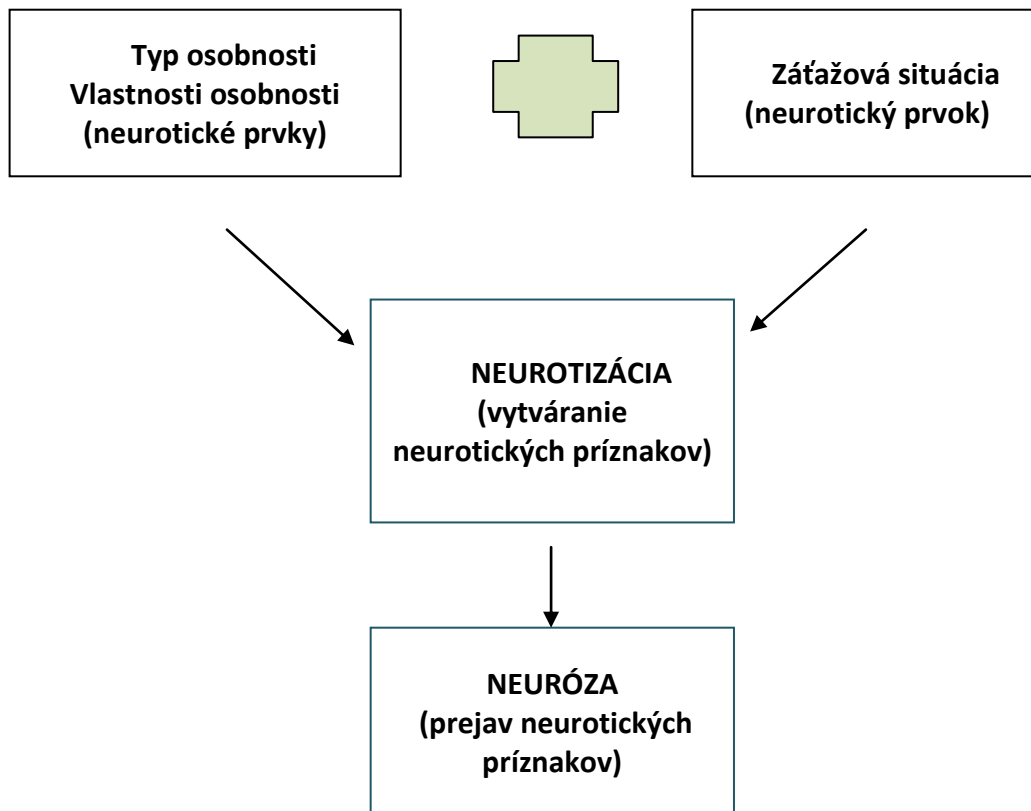 Typ osobnosti
Vlastnosti osobnosti
(neurotické prvky)
Záťažová situácia
(neurotický prvok)
NEUROTIZÁCIA
(vytváranie
neurotických príznakov)
NEURÓZA
(prejav neurotických
príznakov)